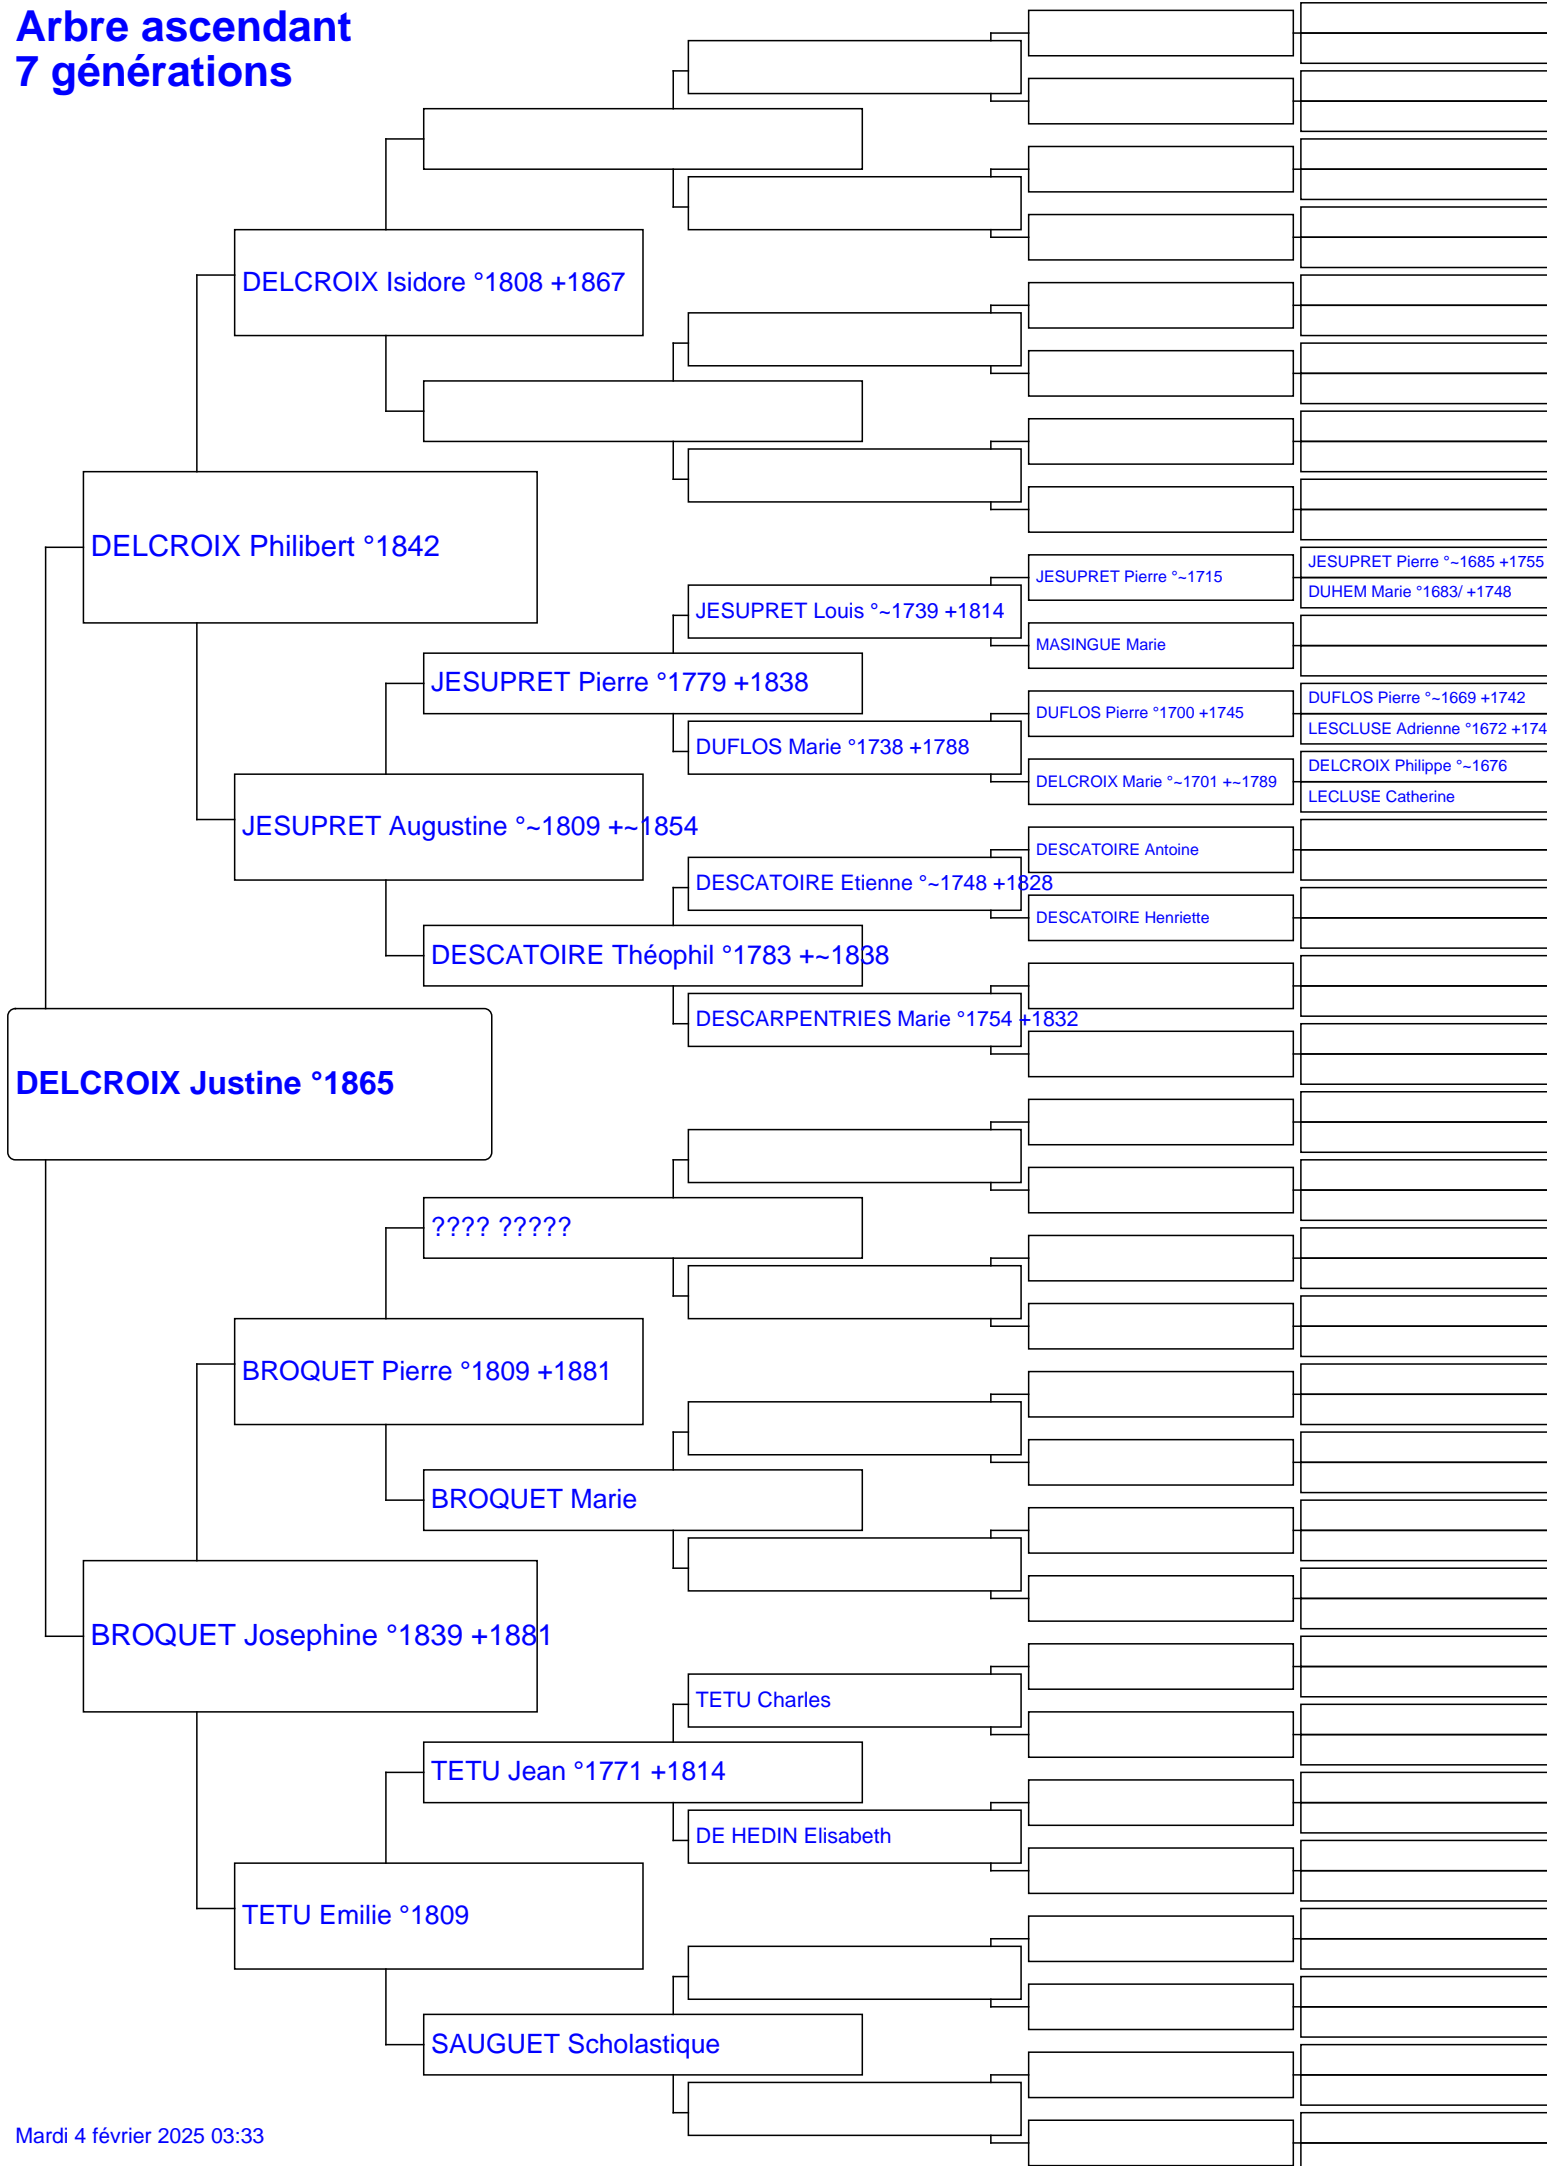 Arbre ascendant
7 générations
DELCROIX Isidore °1808 +1867
DELCROIX Philibert °1842
JESUPRET Pierre °~1685 +1755
JESUPRET Pierre °~1715
DUHEM Marie °1683/ +1748
JESUPRET Louis °~1739 +1814
MASINGUE Marie
JESUPRET Pierre °1779 +1838
DUFLOS Pierre °~1669 +1742
DUFLOS Pierre °1700 +1745
LESCLUSE Adrienne °1672 +174
DUFLOS Marie °1738 +1788
DELCROIX Philippe °~1676
DELCROIX Marie °~1701 +~1789
LECLUSE Catherine
JESUPRET Augustine °~1809 +~1854
DESCATOIRE Antoine
DESCATOIRE Etienne °~1748 +1828
DESCATOIRE Henriette
DESCATOIRE Théophil °1783 +~1838
DESCARPENTRIES Marie °1754 +1832
DELCROIX Justine °1865
???? ?????
BROQUET Pierre °1809 +1881
BROQUET Marie
BROQUET Josephine °1839 +1881
TETU Charles
TETU Jean °1771 +1814
DE HEDIN Elisabeth
TETU Emilie °1809
SAUGUET Scholastique
Mardi 4 février 2025 03:33